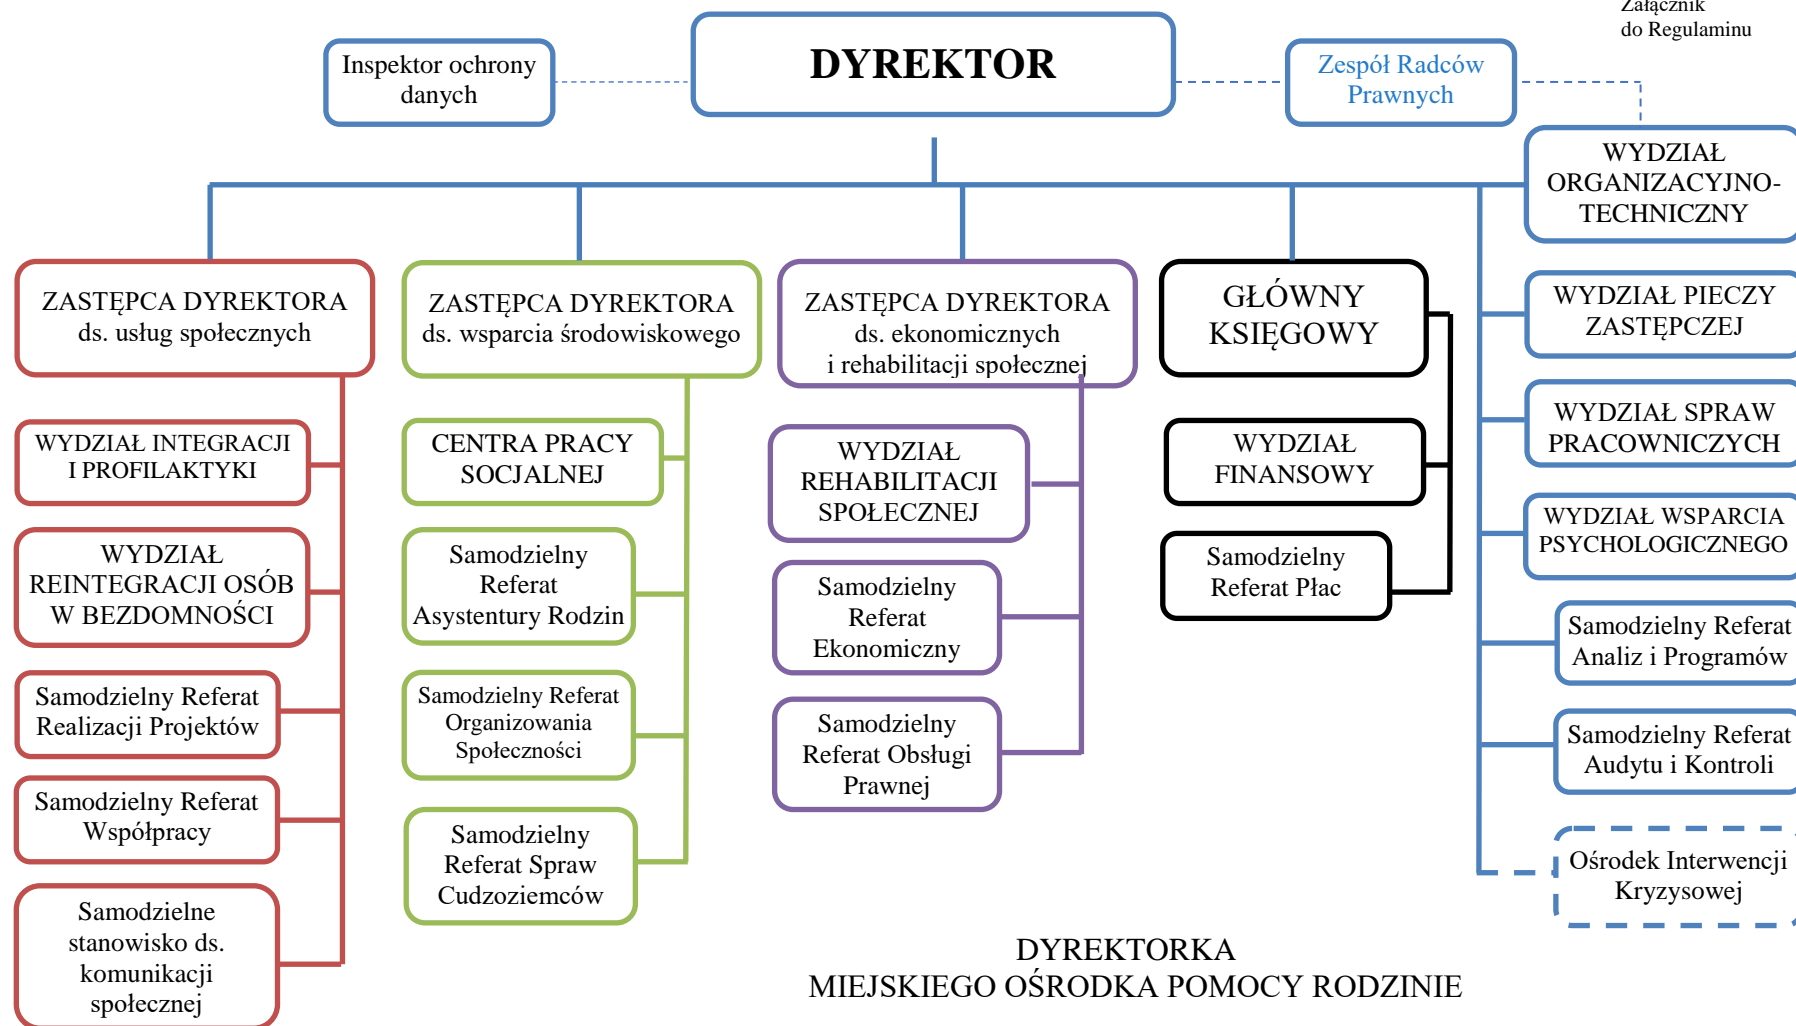 Załącznik
do Regulaminu
DYREKTOR
Inspektor ochrony
danych
Zespół Radców
Prawnych
WYDZIAŁ
ORGANIZACYJNO-
TECHNICZNY
ZASTĘPCA DYREKTORA
ds. usług społecznych
WYDZIAŁ INTEGRACJI
I PROFILAKTYKI
WYDZIAŁ
REINTEGRACJI OSÓB
W BEZDOMNOŚCI
Samodzielny Referat
Realizacji Projektów
Samodzielny Referat
Współpracy
Samodzielne
stanowisko ds.
komunikacji
społecznej
ZASTĘPCA DYREKTORA
ds. wsparcia środowiskowego
CENTRA PRACY
SOCJALNEJ
Samodzielny
Referat
Asystentury Rodzin
Samodzielny Referat
Organizowania
Społeczności
Samodzielny
Referat Spraw
Cudzoziemców
ZASTĘPCA DYREKTORA
ds. ekonomicznych
i rehabilitacji społecznej
WYDZIAŁ
REHABILITACJI
SPOŁECZNEJ
Samodzielny
Referat
Ekonomiczny
Samodzielny
Referat Obsługi
Prawnej
GŁÓWNY
KSIĘGOWY
WYDZIAŁ
FINANSOWY
Samodzielny
Referat Płac
WYDZIAŁ PIECZY
ZASTĘPCZEJ
WYDZIAŁ SPRAW
PRACOWNICZYCH
WYDZIAŁ WSPARCIA
PSYCHOLOGICZNEGO
Samodzielny Referat
Analiz i Programów
Samodzielny Referat
Audytu i Kontroli
Ośrodek Interwencji
Kryzysowej
DYREKTORKA
MIEJSKIEGO OŚRODKA POMOCY RODZINIE